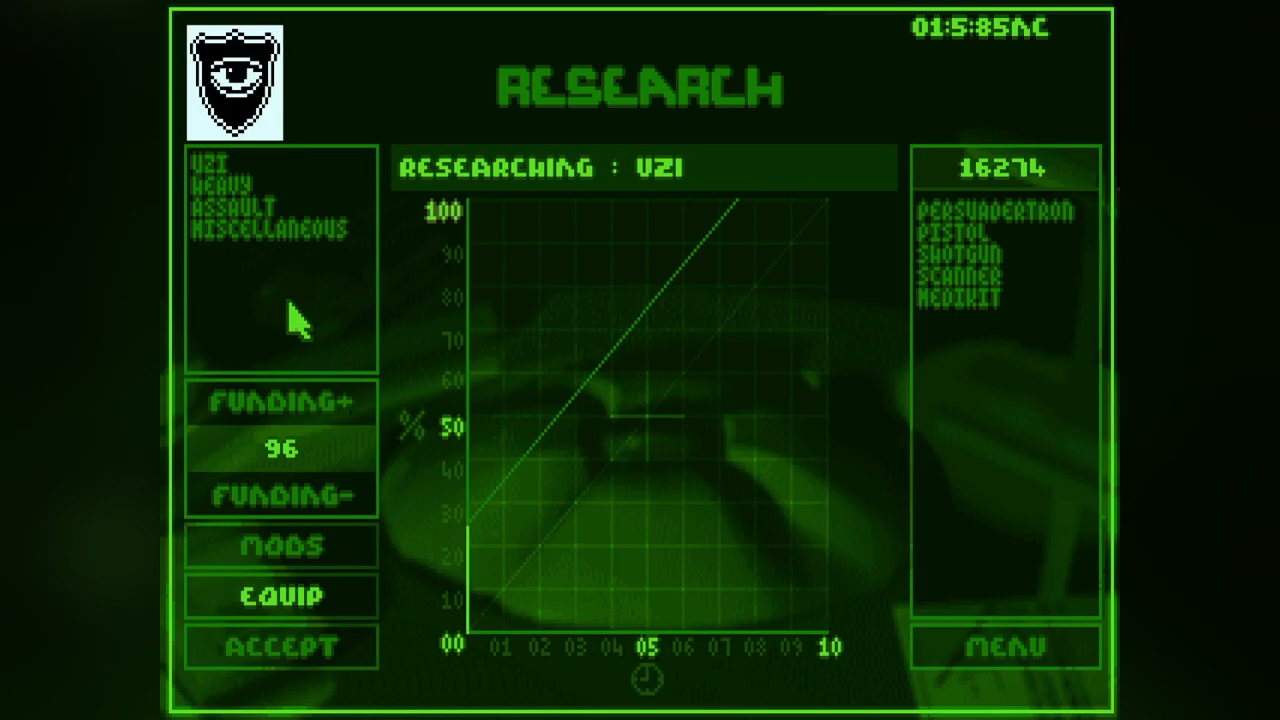 01:5:85NC
RESEARCH
UZI
HEAVY
ASSAULT
MISCELLANEOUS
FUNDING+
96
FUNDING-
MODS
EQUIP
ACCEPT
RESEARCHING : UZI
100
90
80
70
60
% 50
40
30
20
10
00 01 02 03 04 05 06 07 08 09 10
16274
PERSUADERTRON
PISTOL
SHOTGUN
SCANNER
MEDIKIT
MENU